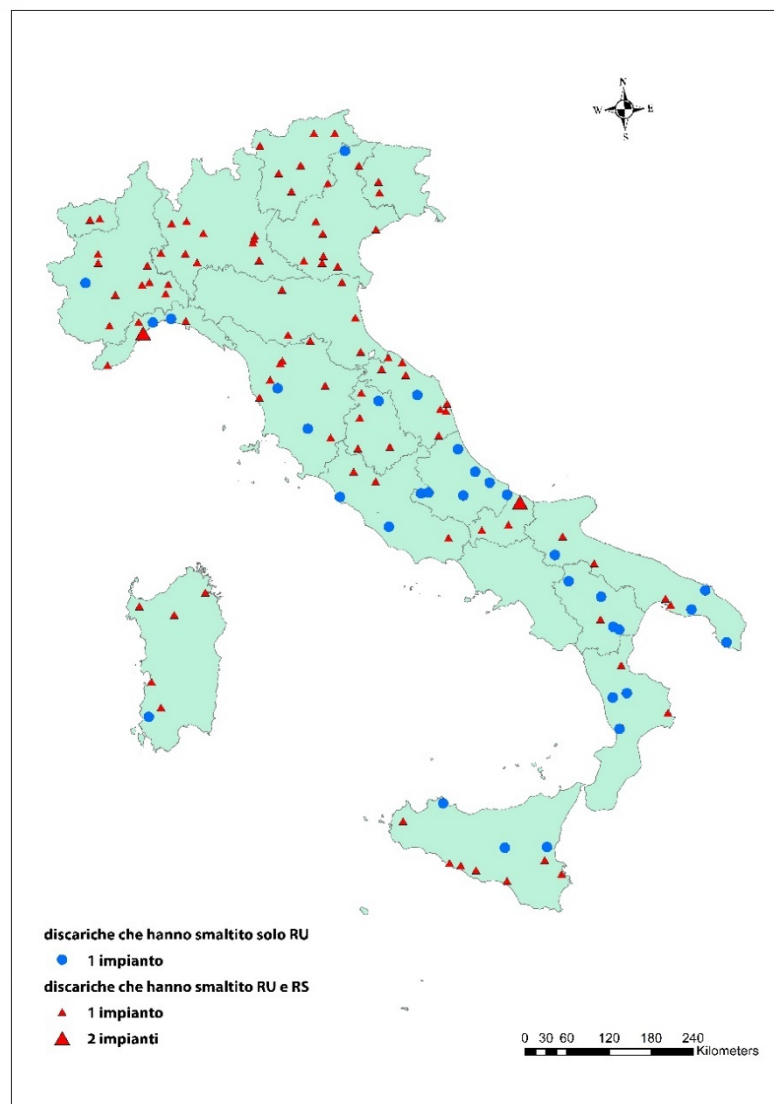 N
W E
S
discariche che hanno smaltito solo RU
1 impianto
discariche che hanno smaltito RU e RS
1 impianto
2 impianti
0 30 60 120 180 240
Kilometers